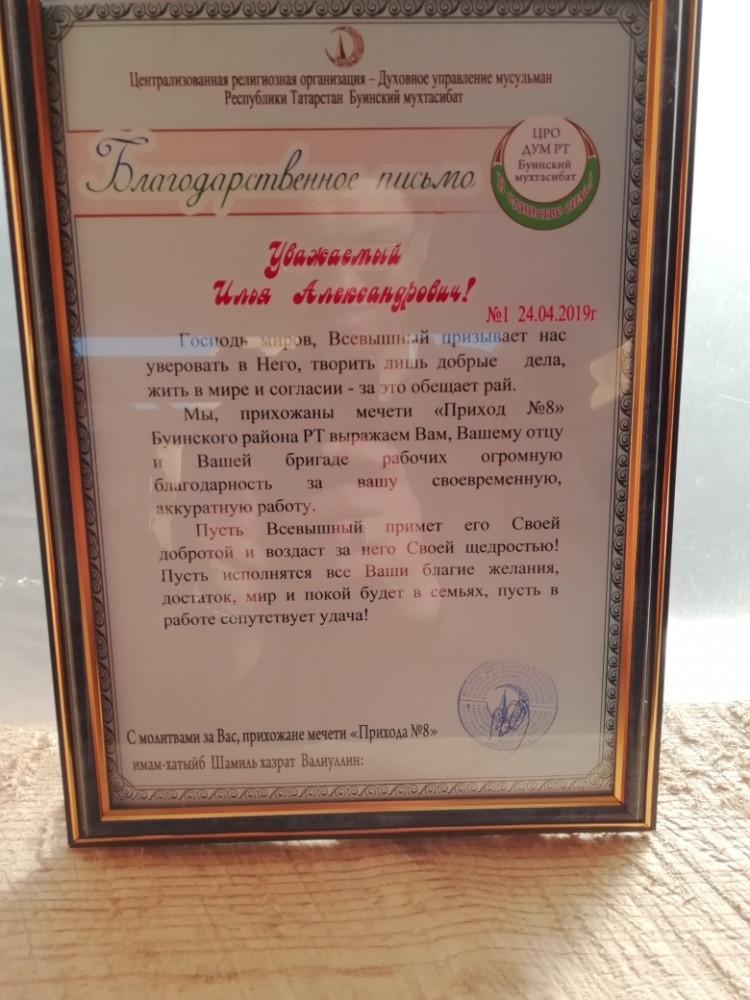 Централизованная религиозная организация – Духовное управление мусульман
Республики Татарстан Буинский мухтасибат
Благодарственное письмо
ЦРО
ДУМ РТ
Буинский
мухтасибат
В единстве сила
Уважаемый
Илья Александрович!
№1 24.04.2019г
Господь миров, Всевышний призывает нас
уверовать в Него, творить лишь добрые дела,
жить в мире и согласии - за это обещает рай.
Мы, прихожаны мечети «Приход №8»
Буинского района РТ выражаем Вам, Вашему отцу
и Вашей бригаде рабочих огромную
благодарность за вашу своевременную,
аккуратную работу.
Пусть Всевышный примет его Своей
добротой и воздаст за него Своей щедростью!
Пусть исполнятся все Ваши благие желания,
достаток, мир и покой будет в семьях, пусть в
работе сопутствует удача!
С молитвами за Вас, прихожане мечети «Прихода №8»
имам-хатыйб Шамиль хазрат Валиуллин: